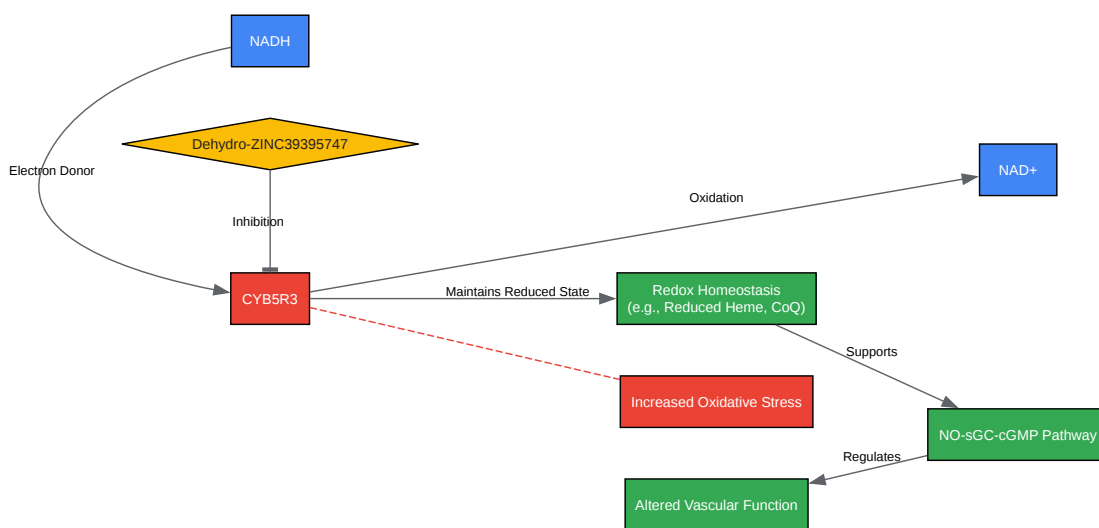 NADH
Dehydro-ZINC39395747
Electron Donor
NAD+
Oxidation
Inhibition
CYB5R3
Maintains Reduced State
Redox Homeostasis
(e.g., Reduced Heme, CoQ)
Supports
Increased Oxidative Stress
NO-sGC-cGMP Pathway
Regulates
Altered Vascular Function